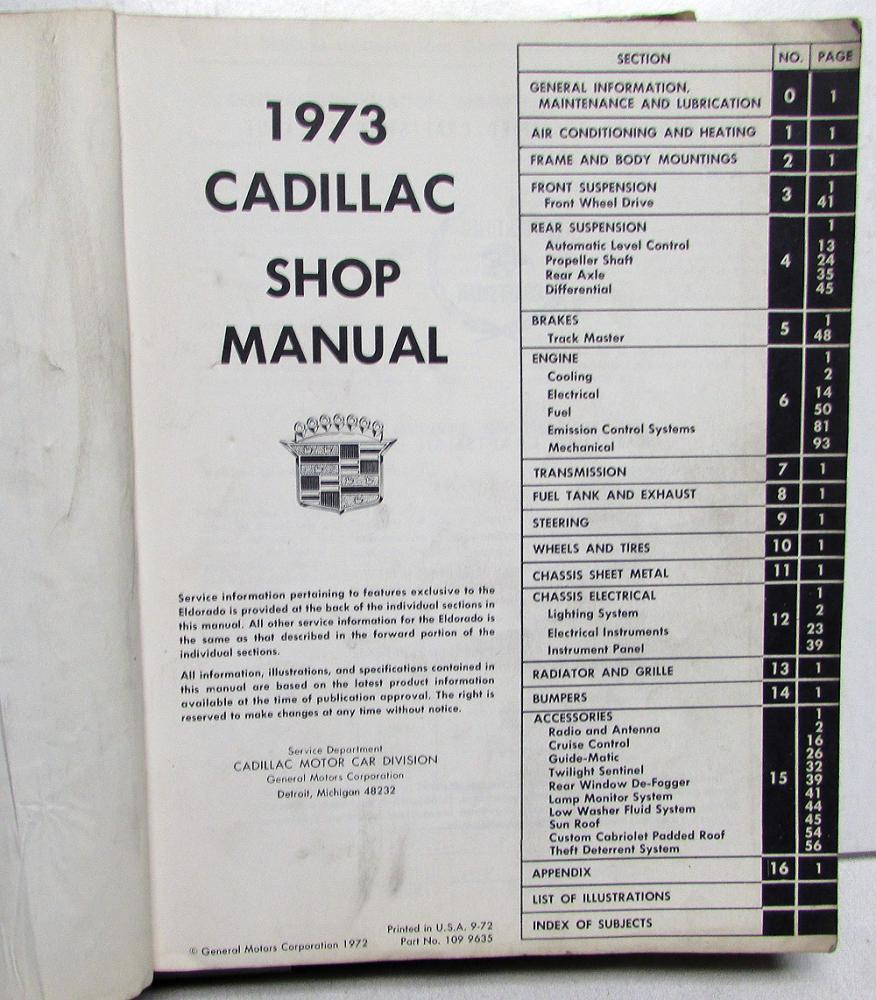 1973
CADILLAC
SHOP
MANUAL
Service information pertaining to features exclusive to the
Eldorado is provided at the back of the individual sections in
this manual. All other service information for the Eldorado is
the same as that described in the forward portion of the
individual sections.
All information, illustrations, and specifications contained in
this manual are based on the latest product information
available at the time of publication approval. The right is
reserved to make changes at any time without notice.
Service Department
CADILLAC MOTOR CAR DIVISION
General Motors Corporation
Detroit, Michigan 48232
Printed in U.S.A. 9-72
© General Motors Corporation 1972 Part No. 109 9635
SECTION NO. PAGE
GENERAL INFORMATION,
MAINTENANCE AND LUBRICATION 0 1
AIR CONDITIONING AND HEATING 1 1
FRAME AND BODY MOUNTINGS 2 1
FRONT SUSPENSION 3 1
Front Wheel Drive 41
REAR SUSPENSION 1
Automatic Level Control 13
Propeller Shaft 4 24
Rear Axle 35
Differential 45
BRAKES 5 1
Track Master 48
ENGINE 1
Cooling 2
Electrical 14
Fuel 6 50
Emission Control Systems 81
Mechanical 93
TRANSMISSION 7 1
FUEL TANK AND EXHAUST 8 1
STEERING 9 1
WHEELS AND TIRES 10 1
CHASSIS SHEET METAL 11 1
CHASSIS ELECTRICAL 1
Lighting System 12 2
Electrical Instruments 23
Instrument Panel 39
RADIATOR AND GRILLE 13 1
BUMPERS 14 1
ACCESSORIES 1
Radio and Antenna 2
Cruise Control 16
Guide-Matic 26
Twilight Sentinel 32
Rear Window De-Fogger 15 39
Lamp Monitor System 41
Low Washer Fluid System 44
Sun Roof 45
Custom Cabriolet Padded Roof 54
Theft Deterrent System 56
APPENDIX 16 1
LIST OF ILLUSTRATIONS
INDEX OF SUBJECTS